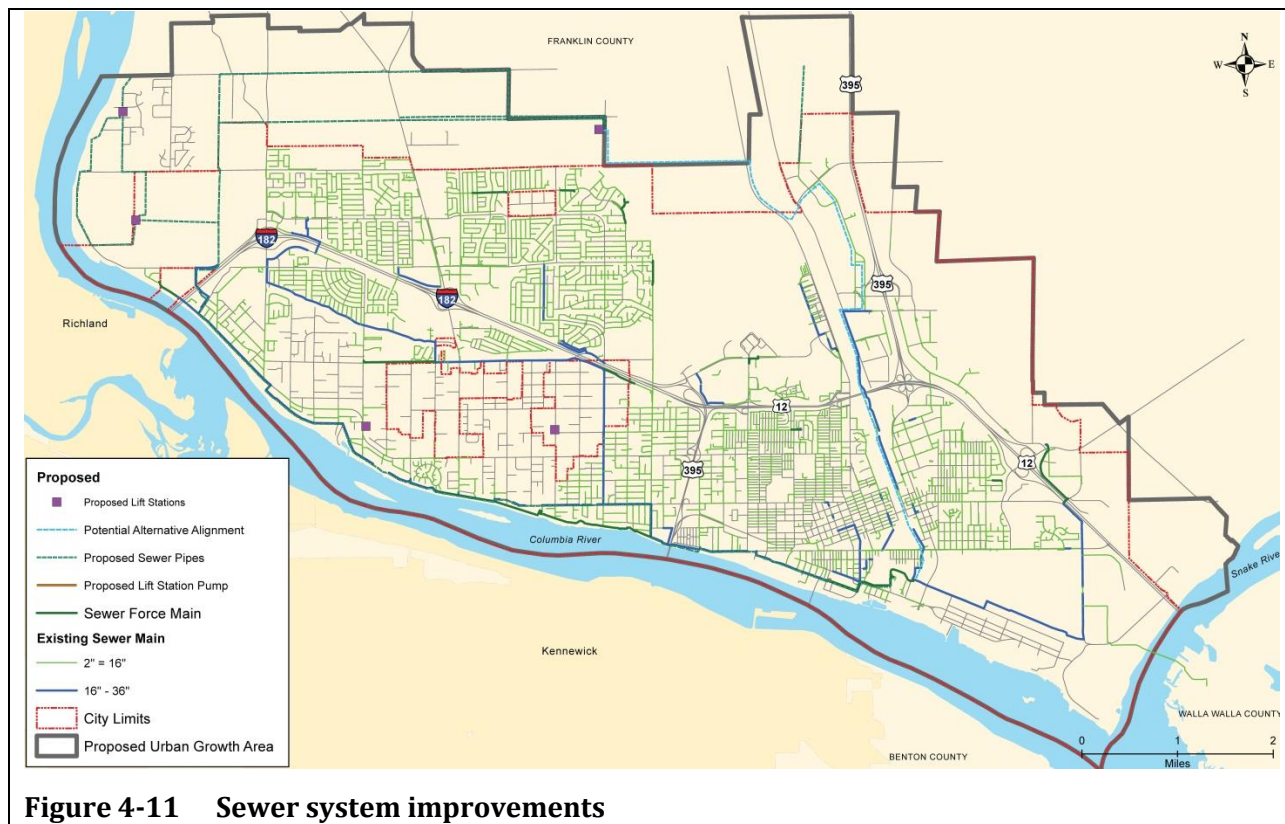 FRANKLIN COUNTY
N
W E
S
395
182
182
395
Richland
12
395
12
Columbia River
Snake River
Kennewick
WALLA WALLA COUNTY
BENTON COUNTY
0 1 2
Miles
Proposed
Proposed Lift Stations
Potential Alternative Alignment
Proposed Sewer Pipes
Proposed Lift Station Pump
Sewer Force Main
Existing Sewer Main
2" = 16"
16" - 36"
City Limits
Proposed Urban Growth Area
Figure 4-11 Sewer system improvements